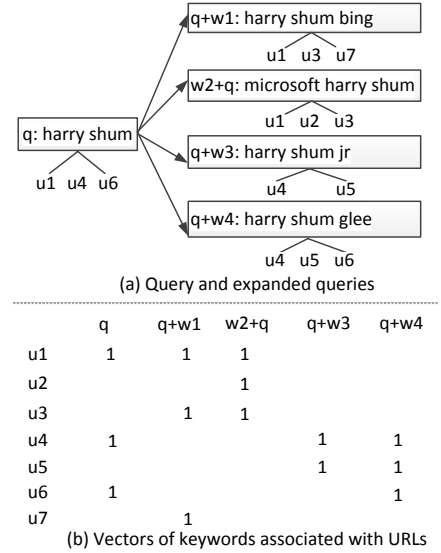 q+w1: harry shum bing
u1 u3 u7
w2+q: microsoft harry shum
u1 u2 u3
q: harry shum
u1 u4 u6
q+w3: harry shum jr
u4 u5
q+w4: harry shum glee
u4 u5 u6
(a) Query and expanded queries
q q+w1 w2+q q+w3 q+w4
u1 1 1 1
u2 1
u3 1 1
u4 1 1 1
u5 1 1
u6 1 1
u7 1
(b) Vectors of keywords associated with URLs